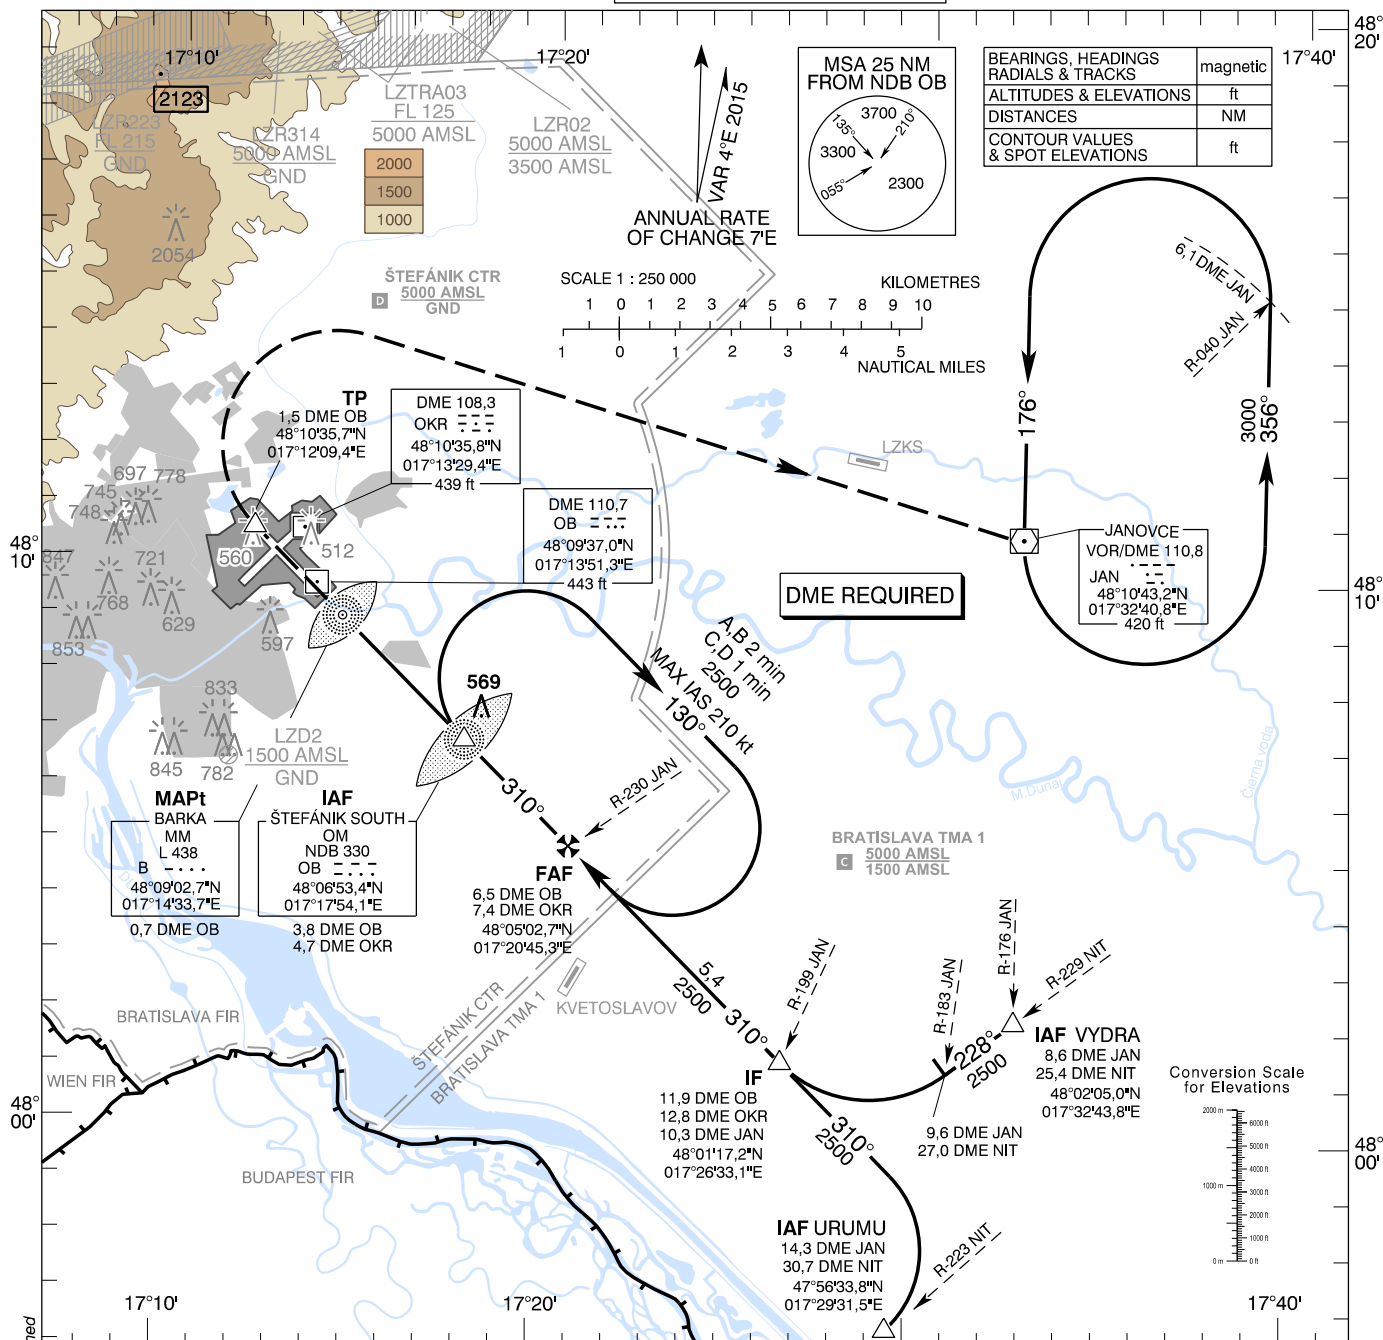 17°10'
17°20'
17°40'
48°
20'
2123
LZR223
FL 215
GND
LZR314
5000 AMSL
GND
LZTRA03
FL 125
5000 AMSL
LZR02
5000 AMSL
3500 AMSL
2000
1500
1000
2054
VAR 4°E 2015
ANNUAL RATE
OF CHANGE 7'E
MSA 25 NM
FROM NDB OB
3700
135°
210°
3300
055°
2300
BEARINGS, HEADINGS
RADIALS & TRACKS
magnetic
ALTITUDES & ELEVATIONS
ft
DISTANCES
NM
CONTOUR VALUES
& SPOT ELEVATIONS
ft
ŠTEFÁNIK CTR
D
5000 AMSL
GND
SCALE 1 : 250 000
KILOMETRES
1 0 1 2 3 4 5 6 7 8 9 10
1 0 1 2 3 4 5
NAUTICAL MILES
6,1 DME JAN
R-040 JAN
176°
3000
356°
TP
1,5 DME OB
48°10'35,7"N
017°12'09,4"E
DME 108,3
OKR
48°10'35,8"N
017°13'29,4"E
439 ft
LZKS
697
778
745
748
847
721
768
629
853
560
512
597
DME 110,7
OB
48°09'37,0"N
017°13'51,3"E
443 ft
DME REQUIRED
JANOVCE
VOR/DME 110,8
JAN
48°10'43,2"N
017°32'40,8"E
420 ft
48°
10'
48°
10'
A,B 2 min
C,D 1 min
2500
MAX IAS 210 kt
130°
569
833
845
782
LZD2
1500 AMSL
GND
310°
R-230 JAN
M.Dunaj
Čierna voda
MAPt
BARKA
MM
L 438
B
48°09'02,7"N
017°14'33,7"E
0,7 DME OB
IAF
ŠTEFÁNIK SOUTH
OM
NDB 330
OB
48°06'53,4"N
017°17'54,1"E
3,8 DME OB
4,7 DME OKR
FAF
6,5 DME OB
7,4 DME OKR
48°05'02,7"N
017°20'45,3"E
BRATISLAVA TMA 1
C
5000 AMSL
1500 AMSL
5,4
2500
310°
R-199 JAN
R-183 JAN
R-176 JAN
R-229 NIT
228°
2500
IAF VYDRA
8,6 DME JAN
25,4 DME NIT
48°02'05,0"N
017°32'43,8"E
KVETOSLAVOV
ŠTEFÁNIK CTR
BRATISLAVA TMA 1
BRATISLAVA FIR
WIEN FIR
BUDAPEST FIR
IF
11,9 DME OB
12,8 DME OKR
10,3 DME JAN
48°01'17,2"N
017°26'33,1"E
9,6 DME JAN
27,0 DME NIT
310°
2500
IAF URUMU
14,3 DME JAN
30,7 DME NIT
47°56'33,8"N
017°29'31,5"E
R-223 NIT
Conversion Scale
for Elevations
2000 m
1000 m
0 m
6000 ft
5000 ft
4000 ft
3000 ft
2000 ft
1000 ft
0 ft
48°
00'
48°
00'
17°10'
17°20'
17°40'